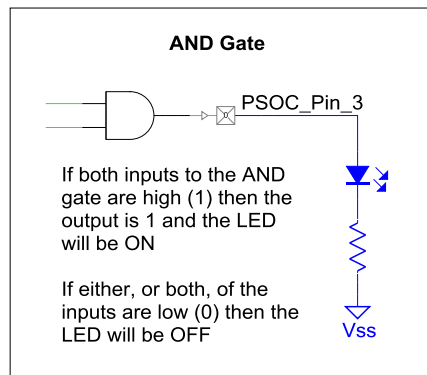 AND Gate
PSOC_Pin_3
If both inputs to the AND
gate are high (1) then the
output is 1 and the LED
will be ON
If either, or both, of the
inputs are low (0) then the
LED will be OFF
Vss